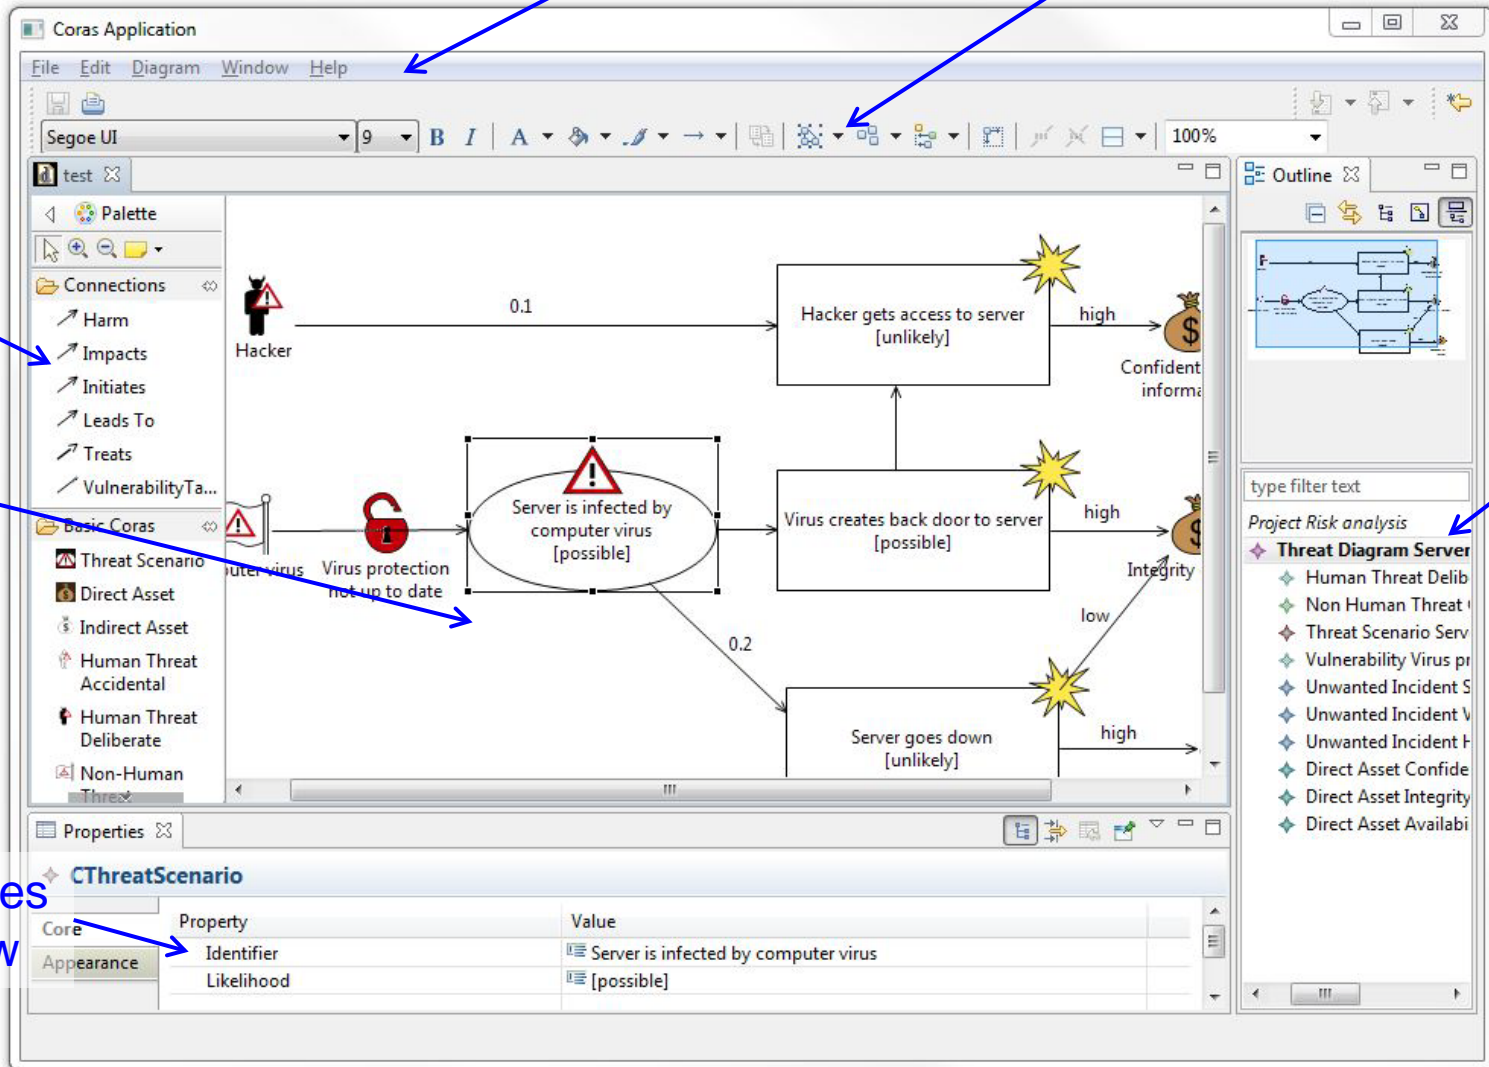 Coras Application
File Edit Diagram Window Help
Segoe UI 9 B I A 100%
test
Palette
Connections
Harm
Impacts
Initiates
Leads To
Treats
VulnerabilityTa...
Basic Coras
Threat Scenario
Direct Asset
Indirect Asset
Human Threat
Accidental
Human Threat
Deliberate
Non-Human
Threat
Hacker
0.1
Hacker gets access to server
[unlikely]
high
$
Confident
informa
uter virus
Virus protection
not up to date
Server is infected by
computer virus
[possible]
Virus creates back door to server
[possible]
high
$
Integrity
low
0.2
Server goes down
[unlikely]
high
Outline
type filter text
Project Risk analysis
Threat Diagram Server
Human Threat Delib
Non Human Threat
Threat Scenario Serv
Vulnerability Virus pr
Unwanted Incident S
Unwanted Incident V
Unwanted Incident H
Direct Asset Confide
Direct Asset Integrity
Direct Asset Availabi
Properties
CThreatScenario
es
w
Core
Appearance
Property Value
Identifier Server is infected by computer virus
Likelihood [possible]